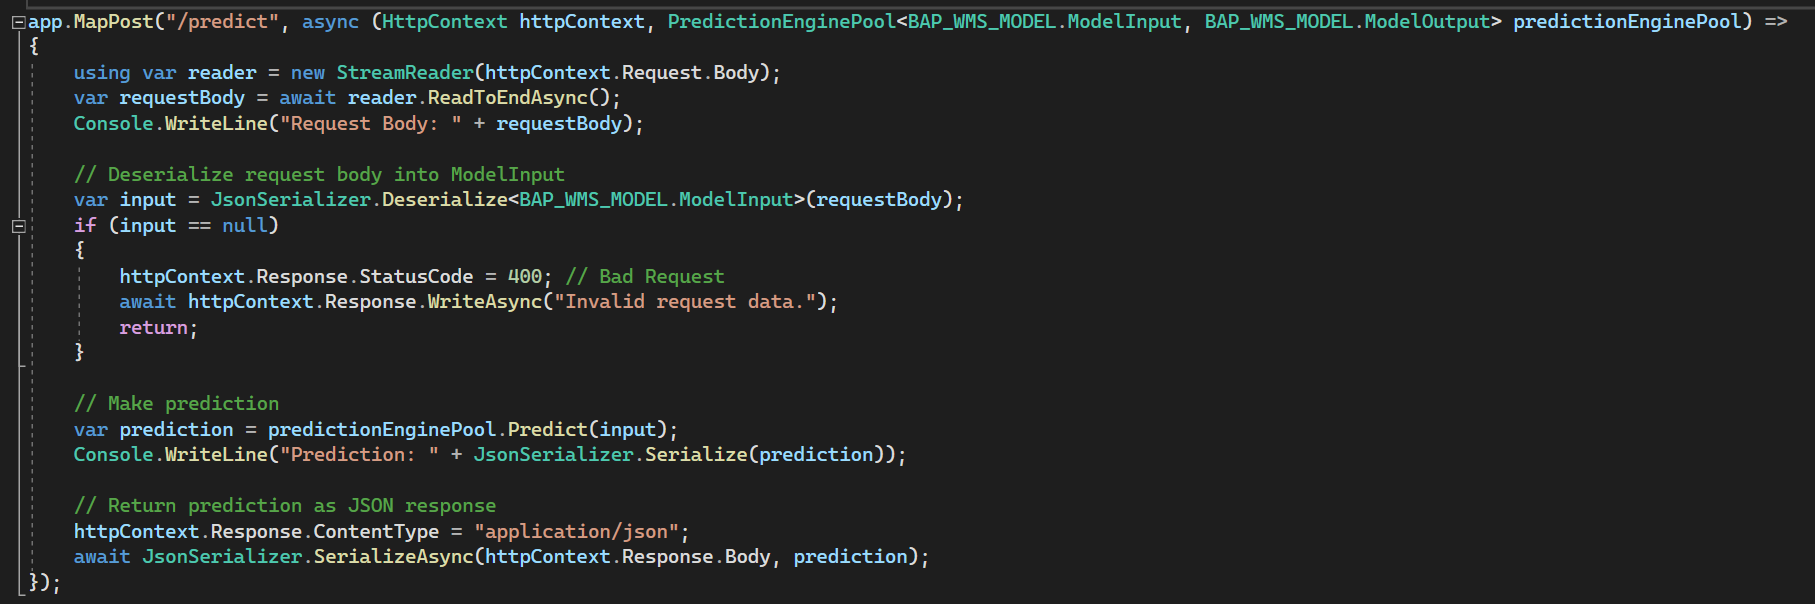 app.MapPost("/predict", async (HttpContext httpContext, PredictionEnginePool<BAP_WMS_MODEL.ModelInput, BAP_WMS_MODEL.ModelOutput> predictionEnginePool) =>
{
    using var reader = new StreamReader(httpContext.Request.Body);
    var requestBody = await reader.ReadToEndAsync();
    Console.WriteLine("Request Body: " + requestBody);

    // Deserialize request body into ModelInput
    var input = JsonSerializer.Deserialize<BAP_WMS_MODEL.ModelInput>(requestBody);
    if (input == null)
    {
        httpContext.Response.StatusCode = 400; // Bad Request
        await httpContext.Response.WriteAsync("Invalid request data.");
        return;
    }

    // Make prediction
    var prediction = predictionEnginePool.Predict(input);
    Console.WriteLine("Prediction: " + JsonSerializer.Serialize(prediction));

    // Return prediction as JSON response
    httpContext.Response.ContentType = "application/json";
    await JsonSerializer.SerializeAsync(httpContext.Response.Body, prediction);
});